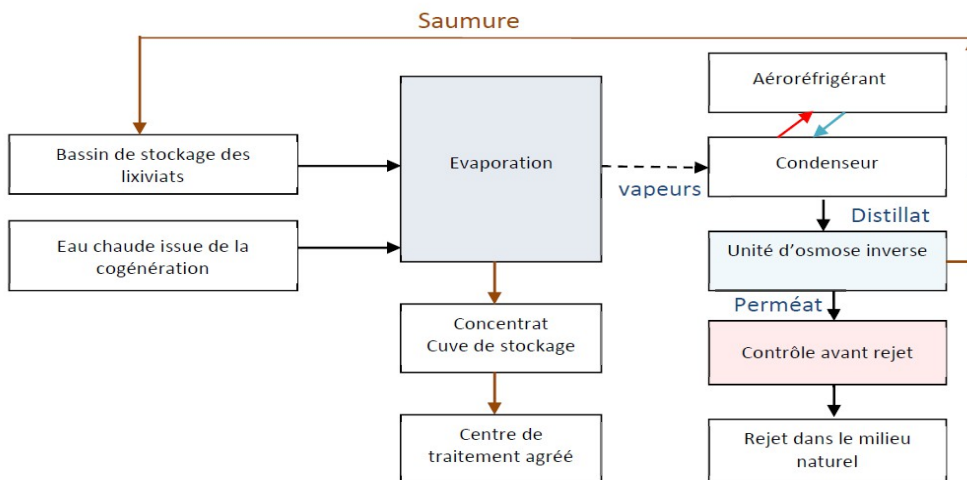 Saumure
Aéroréfrigérant
Bassin de stockage des
lixiviats
Evaporation
vapeurs
Condenseur
Distillat
Eau chaude issue de la
cogénération
Unité d’osmose inverse
Perméat
Concentrat
Cuve de stockage
Contrôle avant rejet
Centre de
traitement agréé
Rejet dans le milieu
naturel